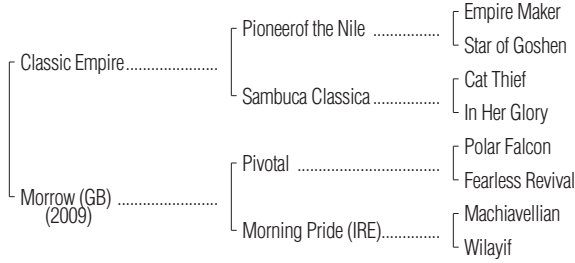 Empire Maker
Pioneerof the Nile ................
Star of Goshen
Classic Empire......................
Cat Thief
Sambuca Classica ................
In Her Glory
Polar Falcon
Pivotal ..................................
Fearless Revival
Morrow (GB) ........................
(2009)
Machiavellian
Morning Pride (IRE)..............
Wilayif